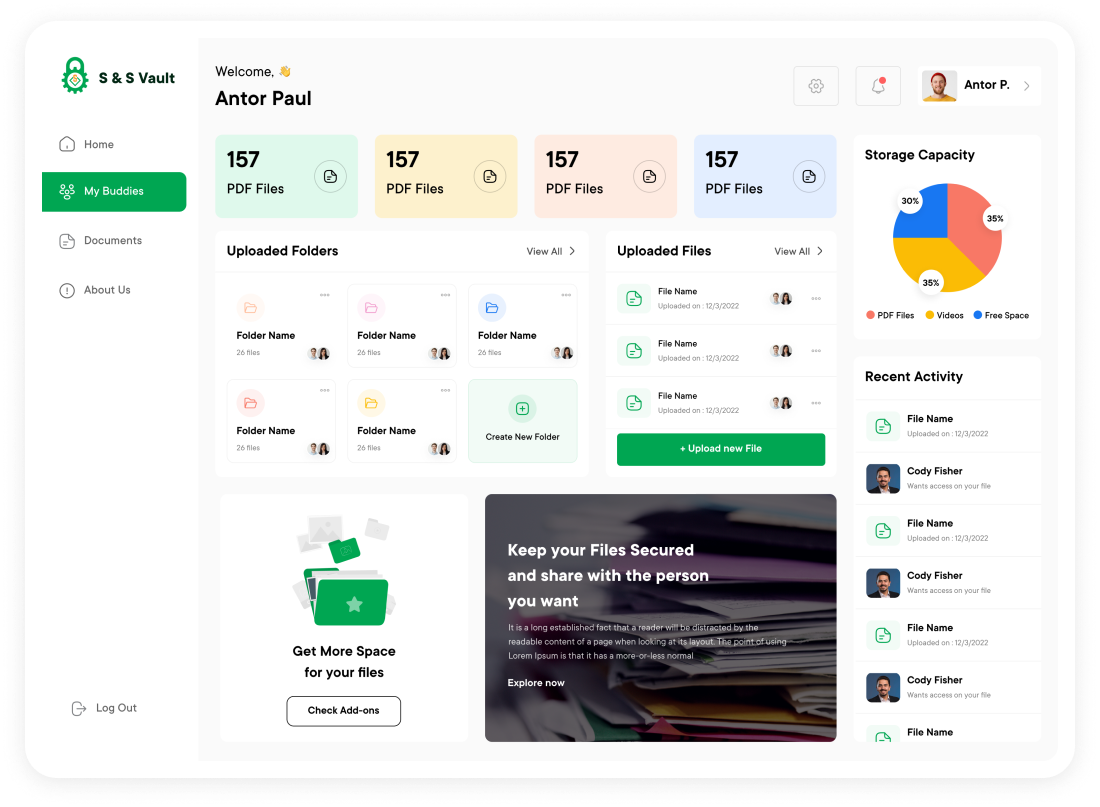 S & S Vault
Home
My Buddies
Documents
About Us
Log Out
Welcome, 👋
Antor Paul
Antor P.
157
PDF Files
157
PDF Files
157
PDF Files
157
PDF Files
Uploaded Folders
View All
Folder Name
26 files
Folder Name
26 files
Folder Name
26 files
Folder Name
26 files
Folder Name
26 files
Create New Folder
Uploaded Files
View All
File Name
Uploaded on : 12/3/2022
File Name
Uploaded on : 12/3/2022
File Name
Uploaded on : 12/3/2022
+ Upload new File
Get More Space
for your files
Check Add-ons
Keep your Files Secured
and share with the person
you want
It is a long established fact that a reader will be distracted by the
readable content of a page when looking at its layout. The point of using
Lorem Ipsum is that it has a more-or-less normal
Explore now
Storage Capacity
30%
35%
35%
PDF Files
Videos
Free Space
Recent Activity
File Name
Uploaded on : 12/3/2022
Cody Fisher
Wants access on your file
File Name
Uploaded on : 12/3/2022
Cody Fisher
Wants access on your file
File Name
Uploaded on : 12/3/2022
Cody Fisher
Wants access on your file
File Name